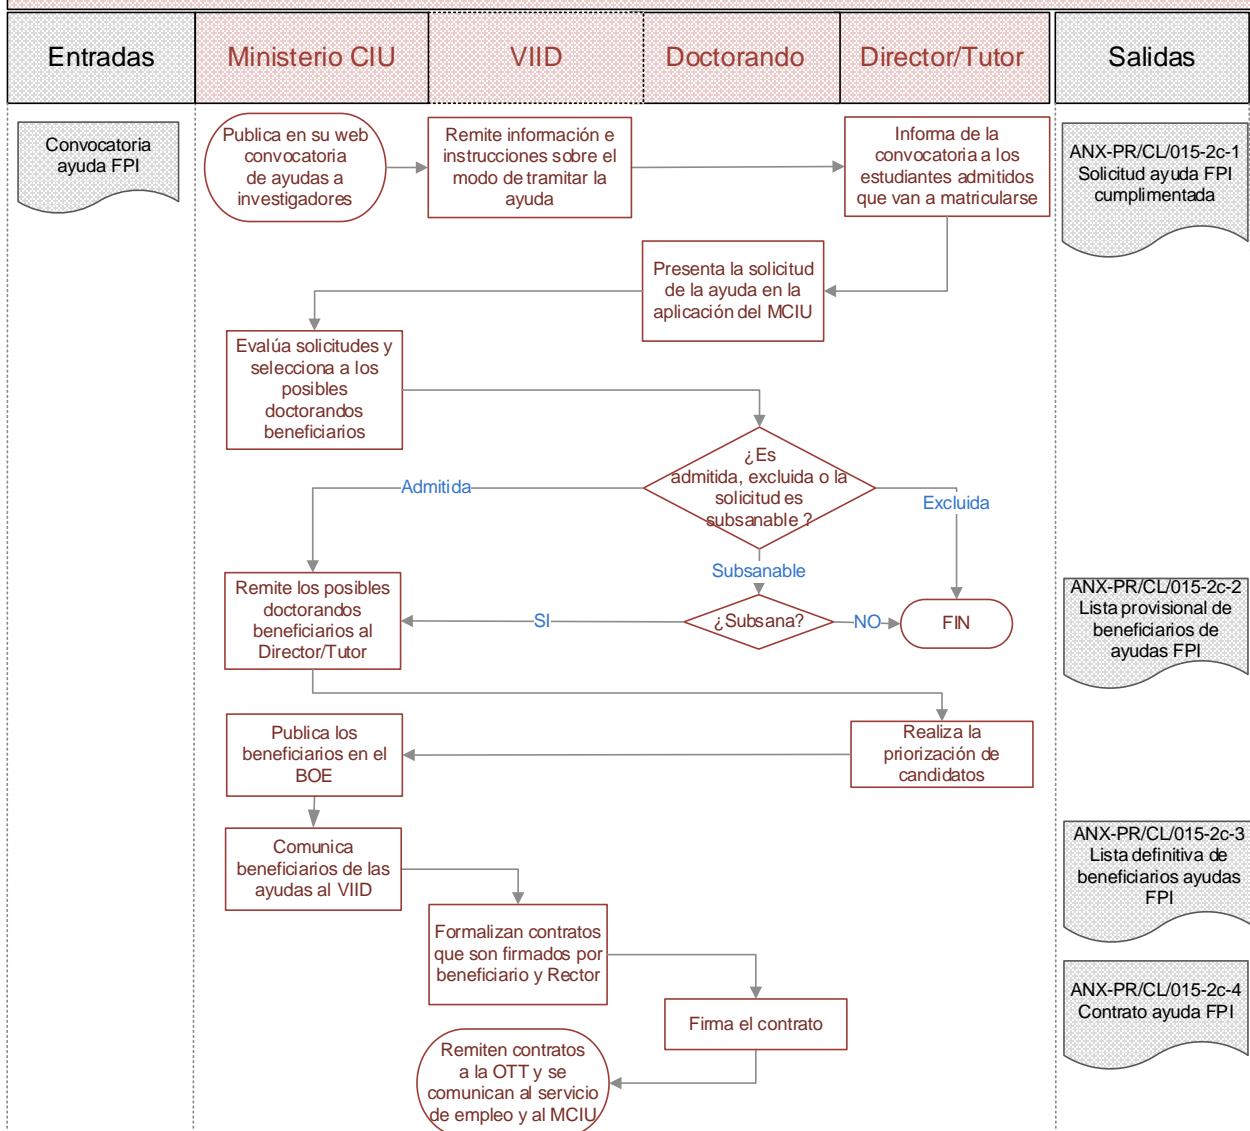 Entradas
Ministerio CIU
VIID
Doctorando
Director/Tutor
Salidas
Convocatoria
ayuda FPI
Publica en su web
convocatoria
de ayudas a
investigadores
Remite información e
instrucciones sobre el
modo de tramitar la
ayuda
Informa de la
convocatoria a los
estudiantes admitidos
que van a matricularse
ANX-PR/CL/015-2c-1
Solicitud ayuda FPI
cumplimentada
Presenta la solicitud
de la ayuda en la
aplicación del MCIU
Evalúa solicitudes y
selecciona a los
posibles
doctorandos
beneficiarios
¿Es
admitida, excluida o la
solicitud es
subsanable ?
Admitida
Excluida
Subsanable
Remite los posibles
doctorandos
beneficiarios al
Director/Tutor
SI
¿Subsana?
NO
FIN
ANX-PR/CL/015-2c-2
Lista provisional de
beneficiarios de
ayudas FPI
Publica los
beneficiarios en el
BOE
Realiza la
priorización de
candidatos
Comunica
beneficiarios de las
ayudas al VIID
ANX-PR/CL/015-2c-3
Lista definitiva de
beneficiarios ayudas
FPI
Formalizan contratos
que son firmados por
beneficiario y Rector
ANX-PR/CL/015-2c-4
Contrato ayuda FPI
Firma el contrato
Remiten contratos
a la OTT y se
comunican al servicio
de empleo y al MCIU